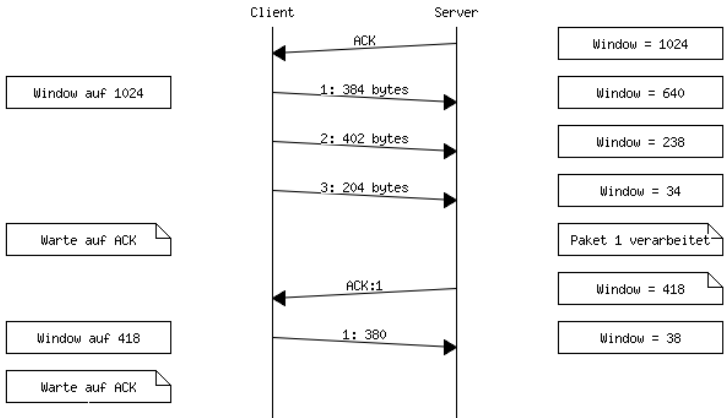 Client Server
ACK Window = 1024
Window auf 1024 1: 384 bytes Window = 640
2: 402 bytes Window = 238
3: 204 bytes Window = 34
Warte auf ACK Paket 1 verarbeitet
ACK:1 Window = 418
Window auf 418 1: 380 Window = 38
Warte auf ACK